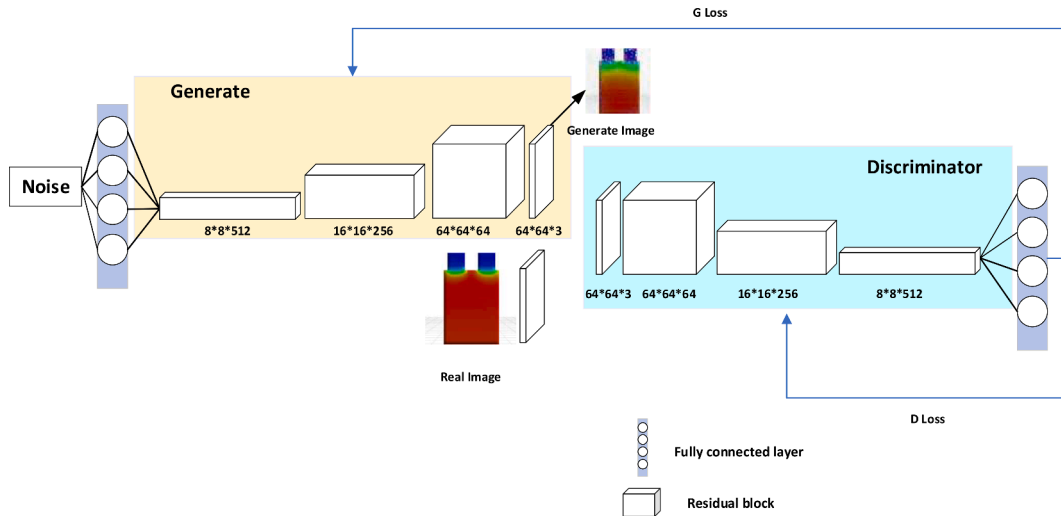 G Loss
Generate
Generate Image
Noise
Discriminator
8*8*512
16*16*256
64*64*64
64*64*3
64*64*3
64*64*64
16*16*256
8*8*512
Real Image
D Loss
Fully connected layer
Residual block